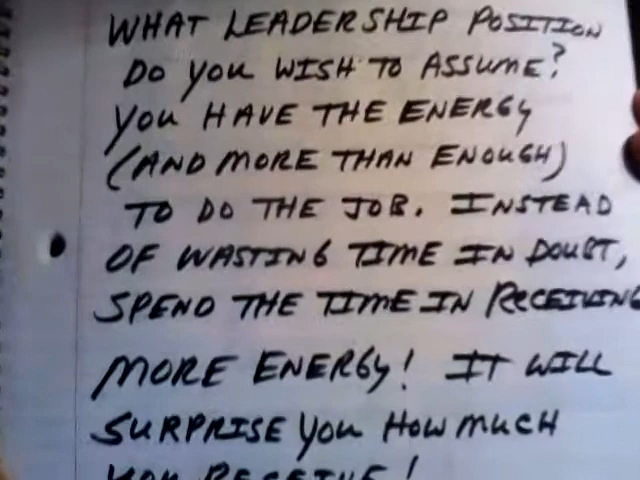 WHAT LEADERSHIP POSITION
DO YOU WISH TO ASSUME?
YOU HAVE THE ENERGY
(AND MORE THAN ENOUGH)
TO DO THE JOB. INSTEAD
OF WASTING TIME IN DOUBT,
SPEND THE TIME IN RECEIVING
MORE ENERGY! IT WILL
SURPRISE YOU HOW MUCH
YOU RECEIVE!